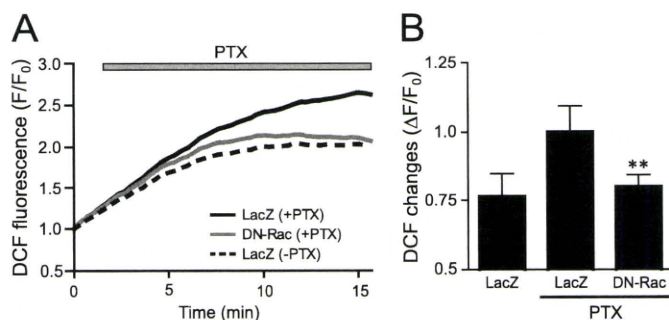 A
PTX
DCF fluorescence (F/F₀)
3.0
2.5
2.0
1.5
1.0
0.5
LacZ (+PTX)
DN-Rac (+PTX)
LacZ (-PTX)
0
5
10
15
Time (min)
B
DCF changes (ΔF/F₀)
1.25
1.0
0.75
0.5
**
LacZ
LacZ
DN-Rac
PTX